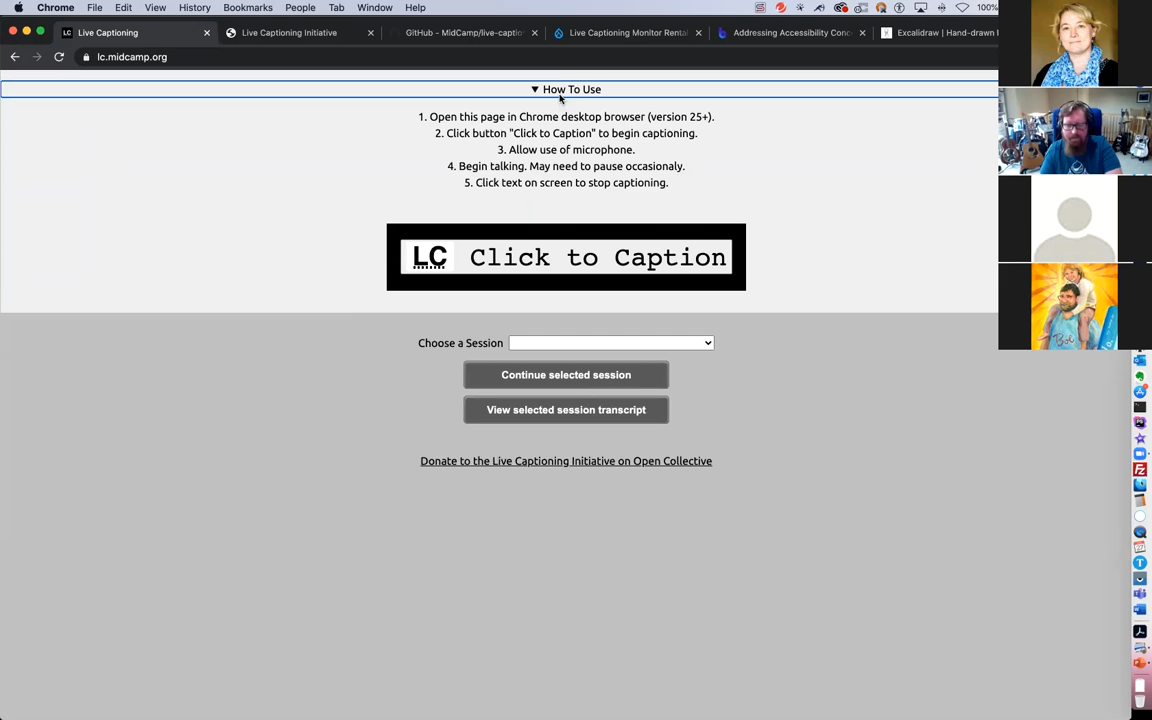 Chrome File Edit View History Bookmarks People Tab Window Help 100%
LC Live Captioning
Live Captioning Initiative
GitHub - MidCamp/live-captio
Live Captioning Monitor Rental
Addressing Accessibility Conc
Excalidraw | Hand-drawn
lc.midcamp.org
▼ How To Use
1. Open this page in Chrome desktop browser (version 25+).
2. Click button "Click to Caption" to begin captioning.
3. Allow use of microphone.
4. Begin talking. May need to pause occasionaly.
5. Click text on screen to stop captioning.
LC Click to Caption
Choose a Session
Continue selected session
View selected session transcript
Donate to the Live Captioning Initiative on Open Collective